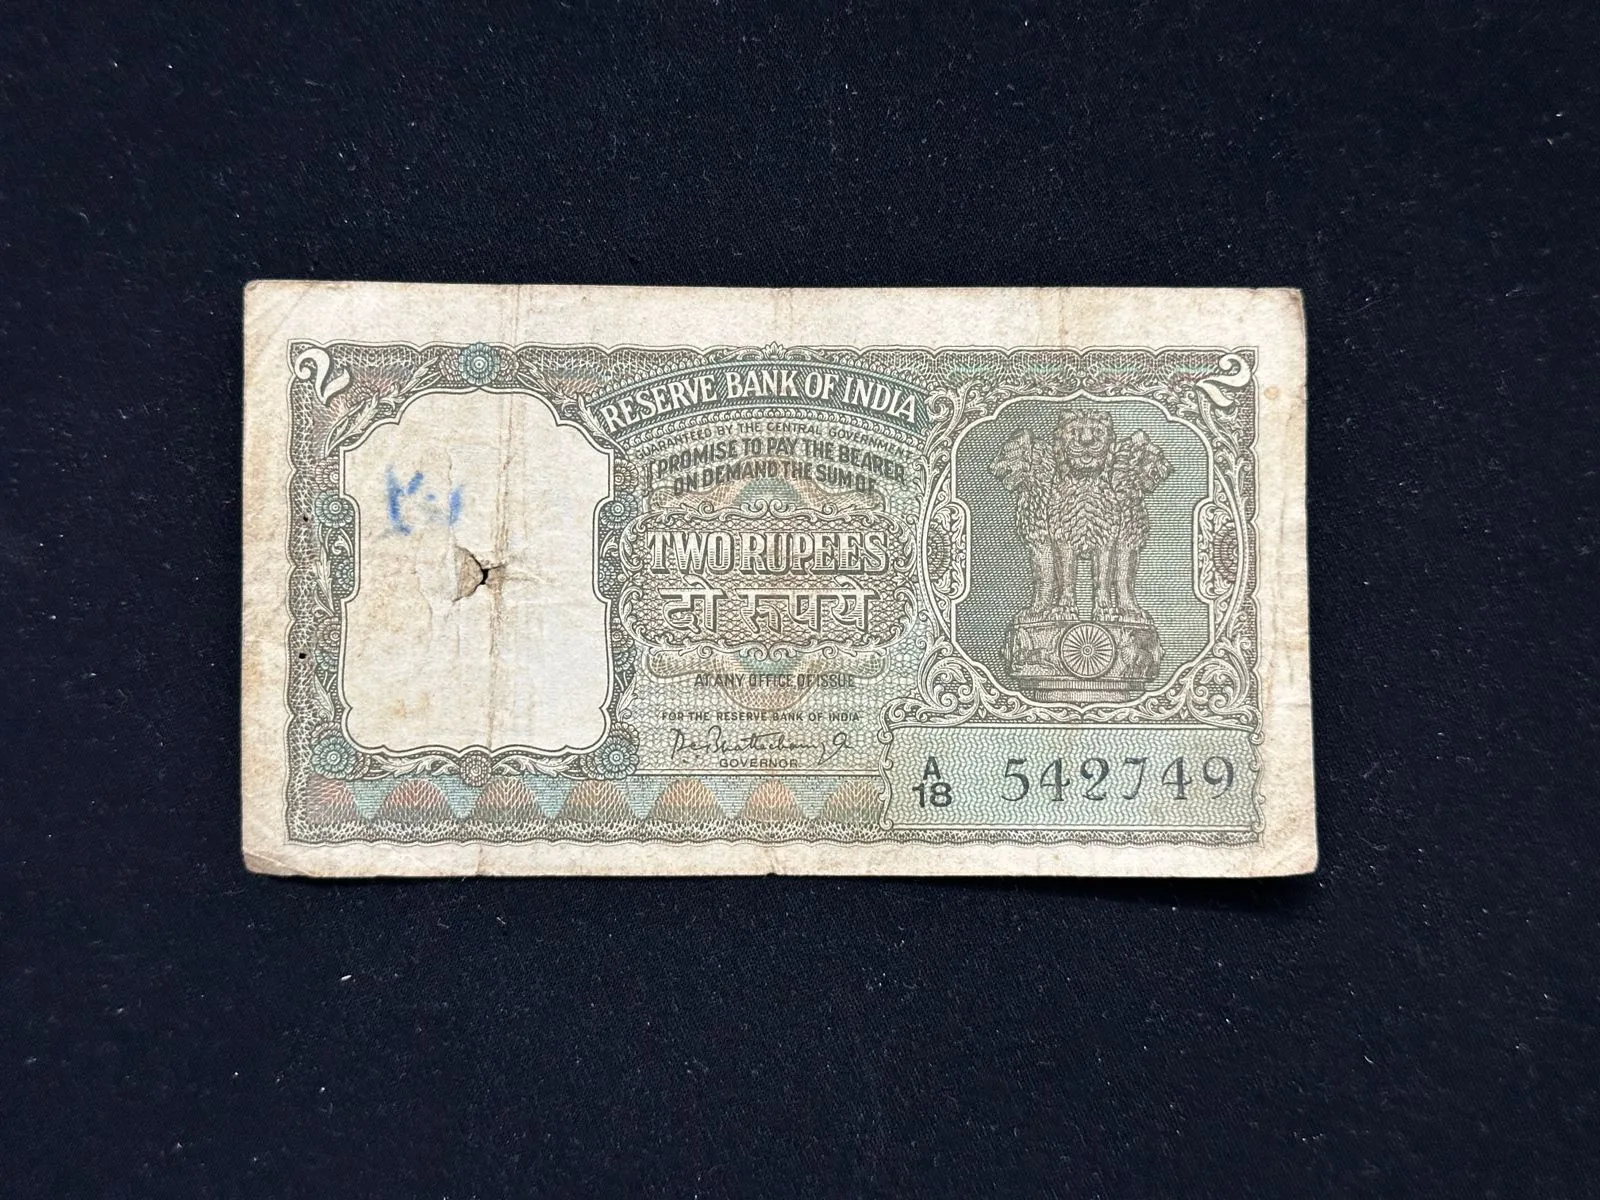 2 2
RESERVE BANK OF INDIA
GUARANTEED BY THE CENTRAL GOVERNMENT
I PROMISE TO PAY THE BEARER
ON DEMAND THE SUM OF
TWO RUPEES
दो रूपये
AT ANY OFFICE OF ISSUE
FOR THE RESERVE BANK OF INDIA
GOVERNOR
A
18 542749